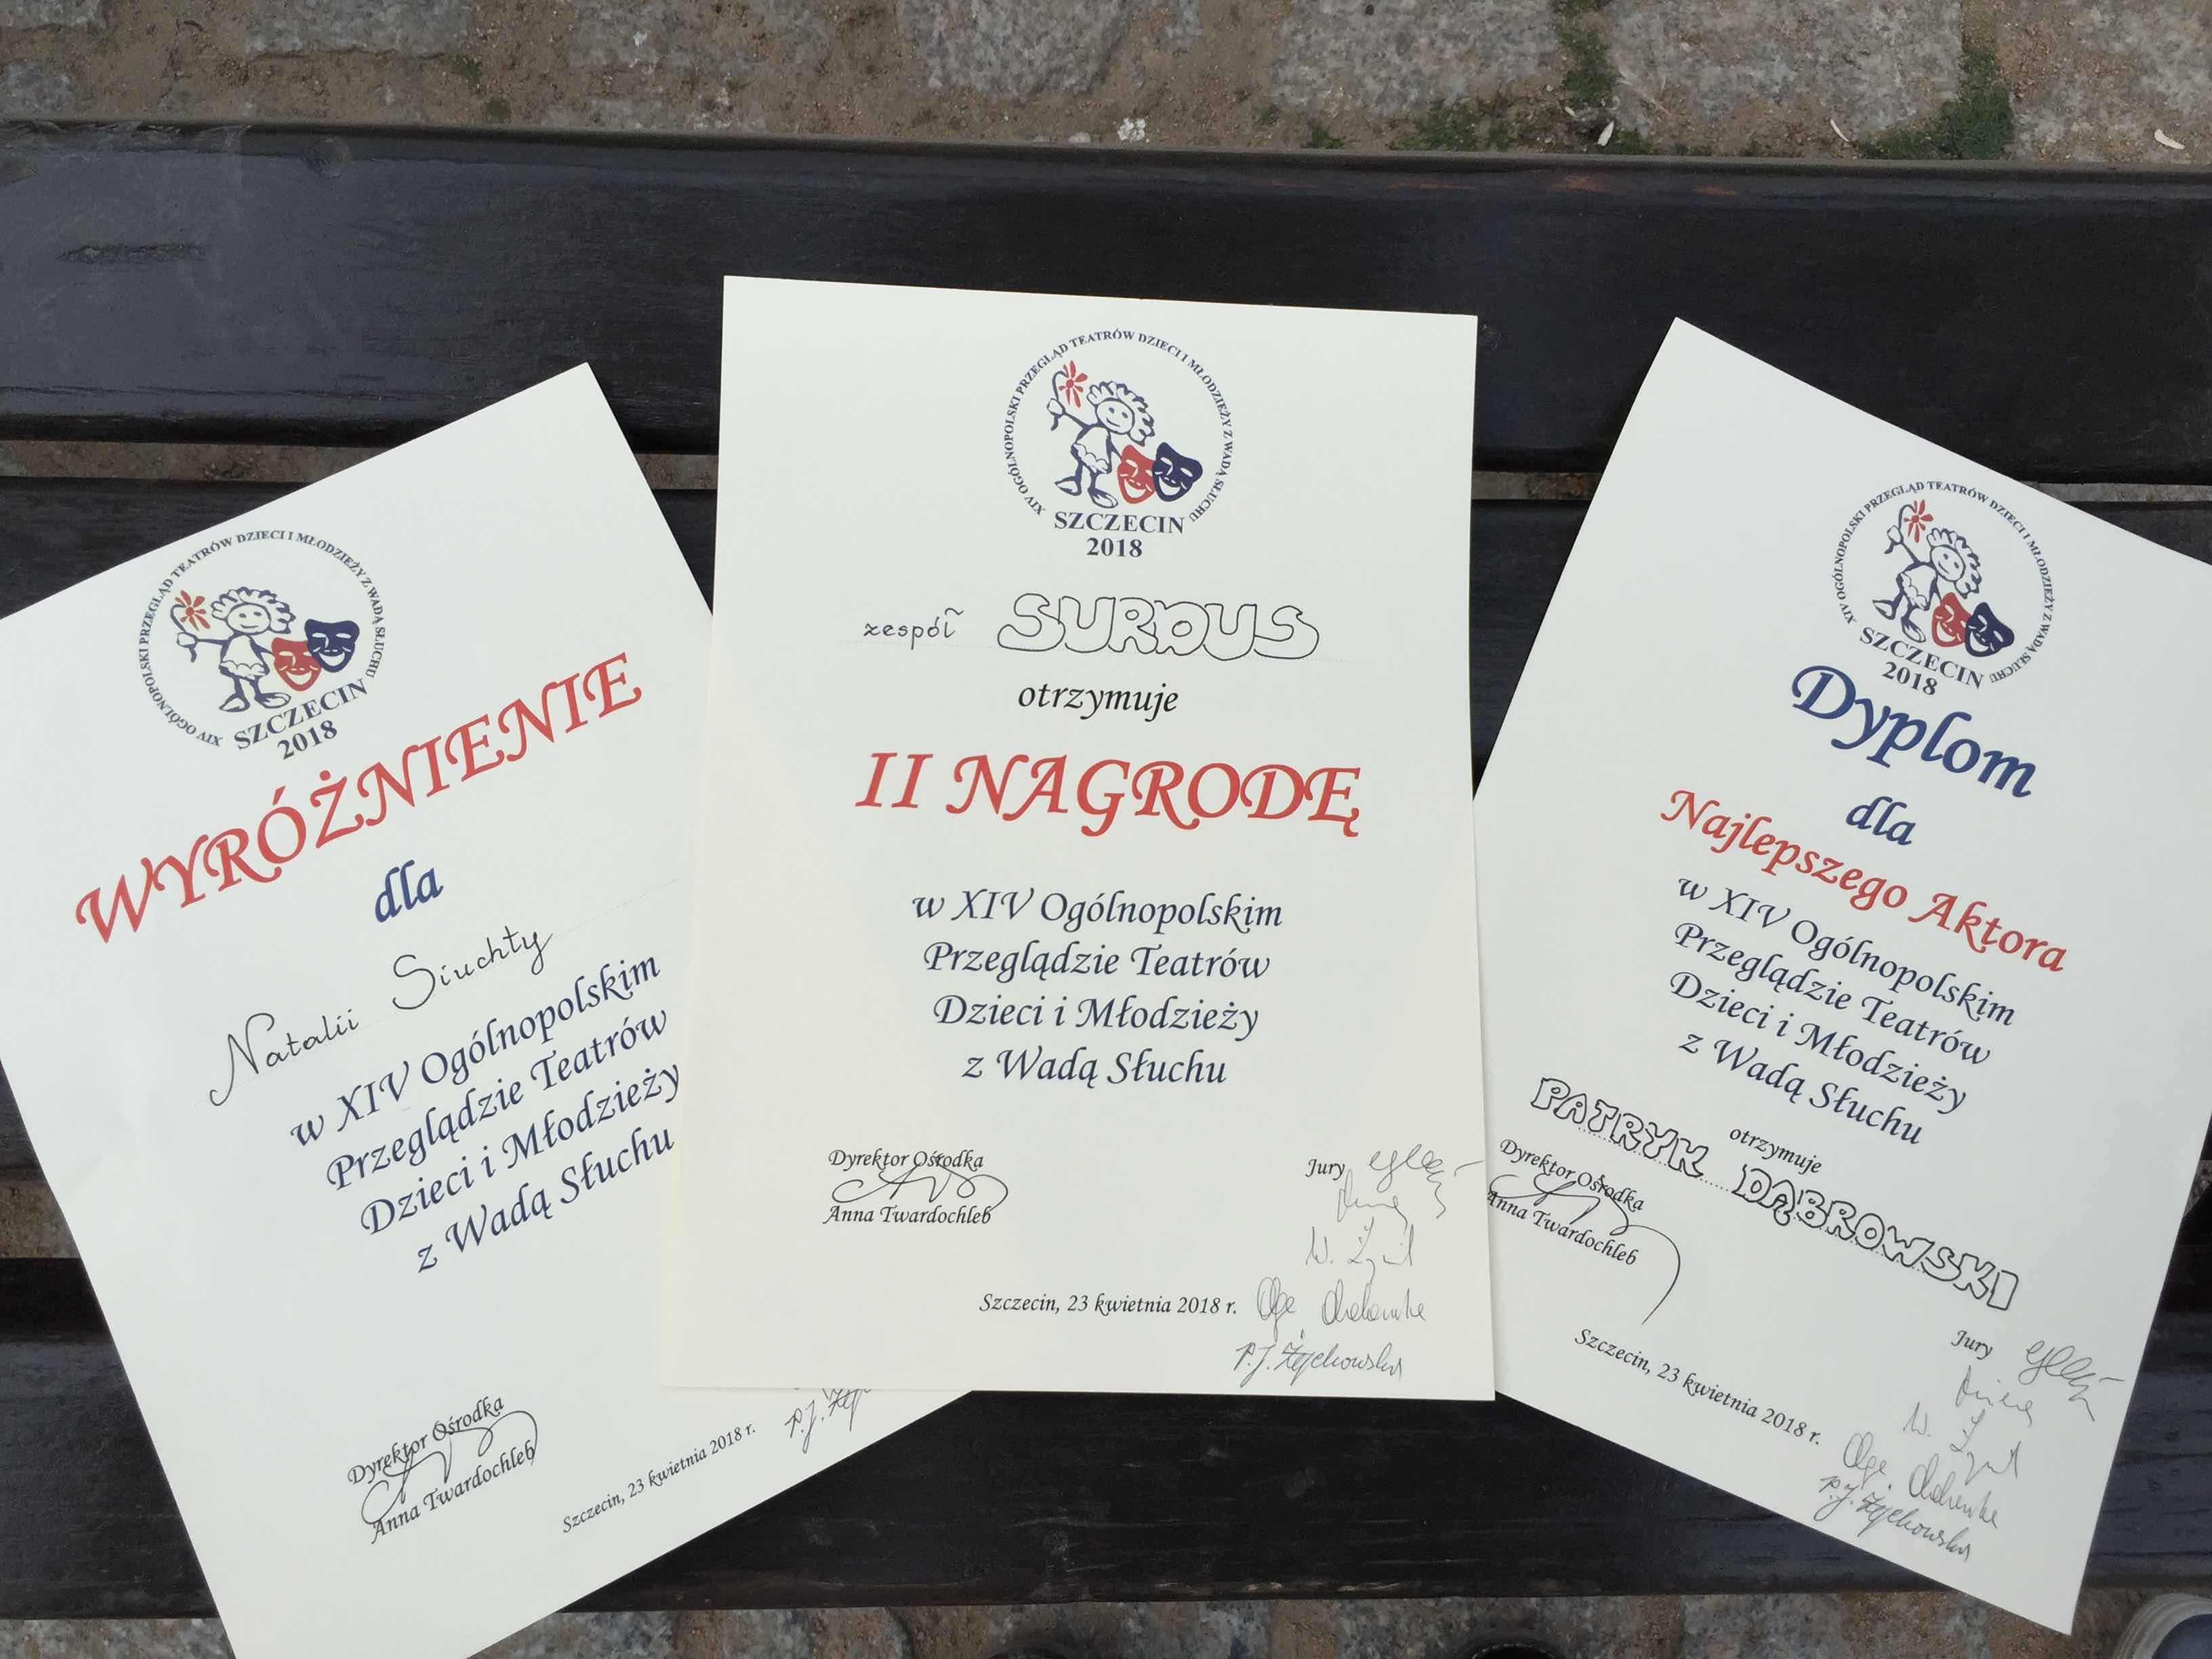 XIV OGÓLNOPOLSKI PRZEGLĄD TEATRÓW DZIECI I MŁODZIEŻY Z WADĄ SŁUCHU
SZCZECIN
2018
WYRÓŻNIENIE
dla
Natalii Siuchty
w XIV Ogólnopolskim
Przeglądzie Teatrów
Dzieci i Młodzieży
z Wadą Słuchu
Dyrektor Ośrodka
Anna Twardochleb
Szczecin, 23 kwietnia 2018 r.
XIV OGÓLNOPOLSKI PRZEGLĄD TEATRÓW DZIECI I MŁODZIEŻY Z WADĄ SŁUCHU
SZCZECIN
2018
zespół SURDUS
otrzymuje
II NAGRODĘ
w XIV Ogólnopolskim
Przeglądzie Teatrów
Dzieci i Młodzieży
z Wadą Słuchu
Dyrektor Ośrodka
Anna Twardochleb
Jury
Szczecin, 23 kwietnia 2018 r.
XIV OGÓLNOPOLSKI PRZEGLĄD TEATRÓW DZIECI I MŁODZIEŻY Z WADĄ SŁUCHU
SZCZECIN
2018
Dyplom
dla
Najlepszego Aktora
w XIV Ogólnopolskim
Przeglądzie Teatrów
Dzieci i Młodzieży
z Wadą Słuchu
otrzymuje
PATRYK DĄBROWSKI
Dyrektor Ośrodka
Anna Twardochleb
Jury
Szczecin, 23 kwietnia 2018 r.